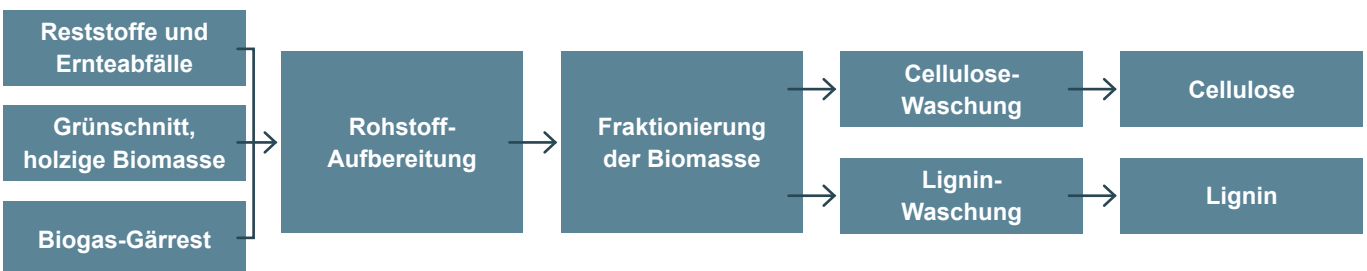 Reststoffe und
Ernteabfälle
Grünschnitt,
holzige Biomasse
Biogas-Gärrest
Rohstoff-
Aufbereitung
Fraktionierung
der Biomasse
Cellulose-
Waschung
Cellulose
Lignin-
Waschung
Lignin